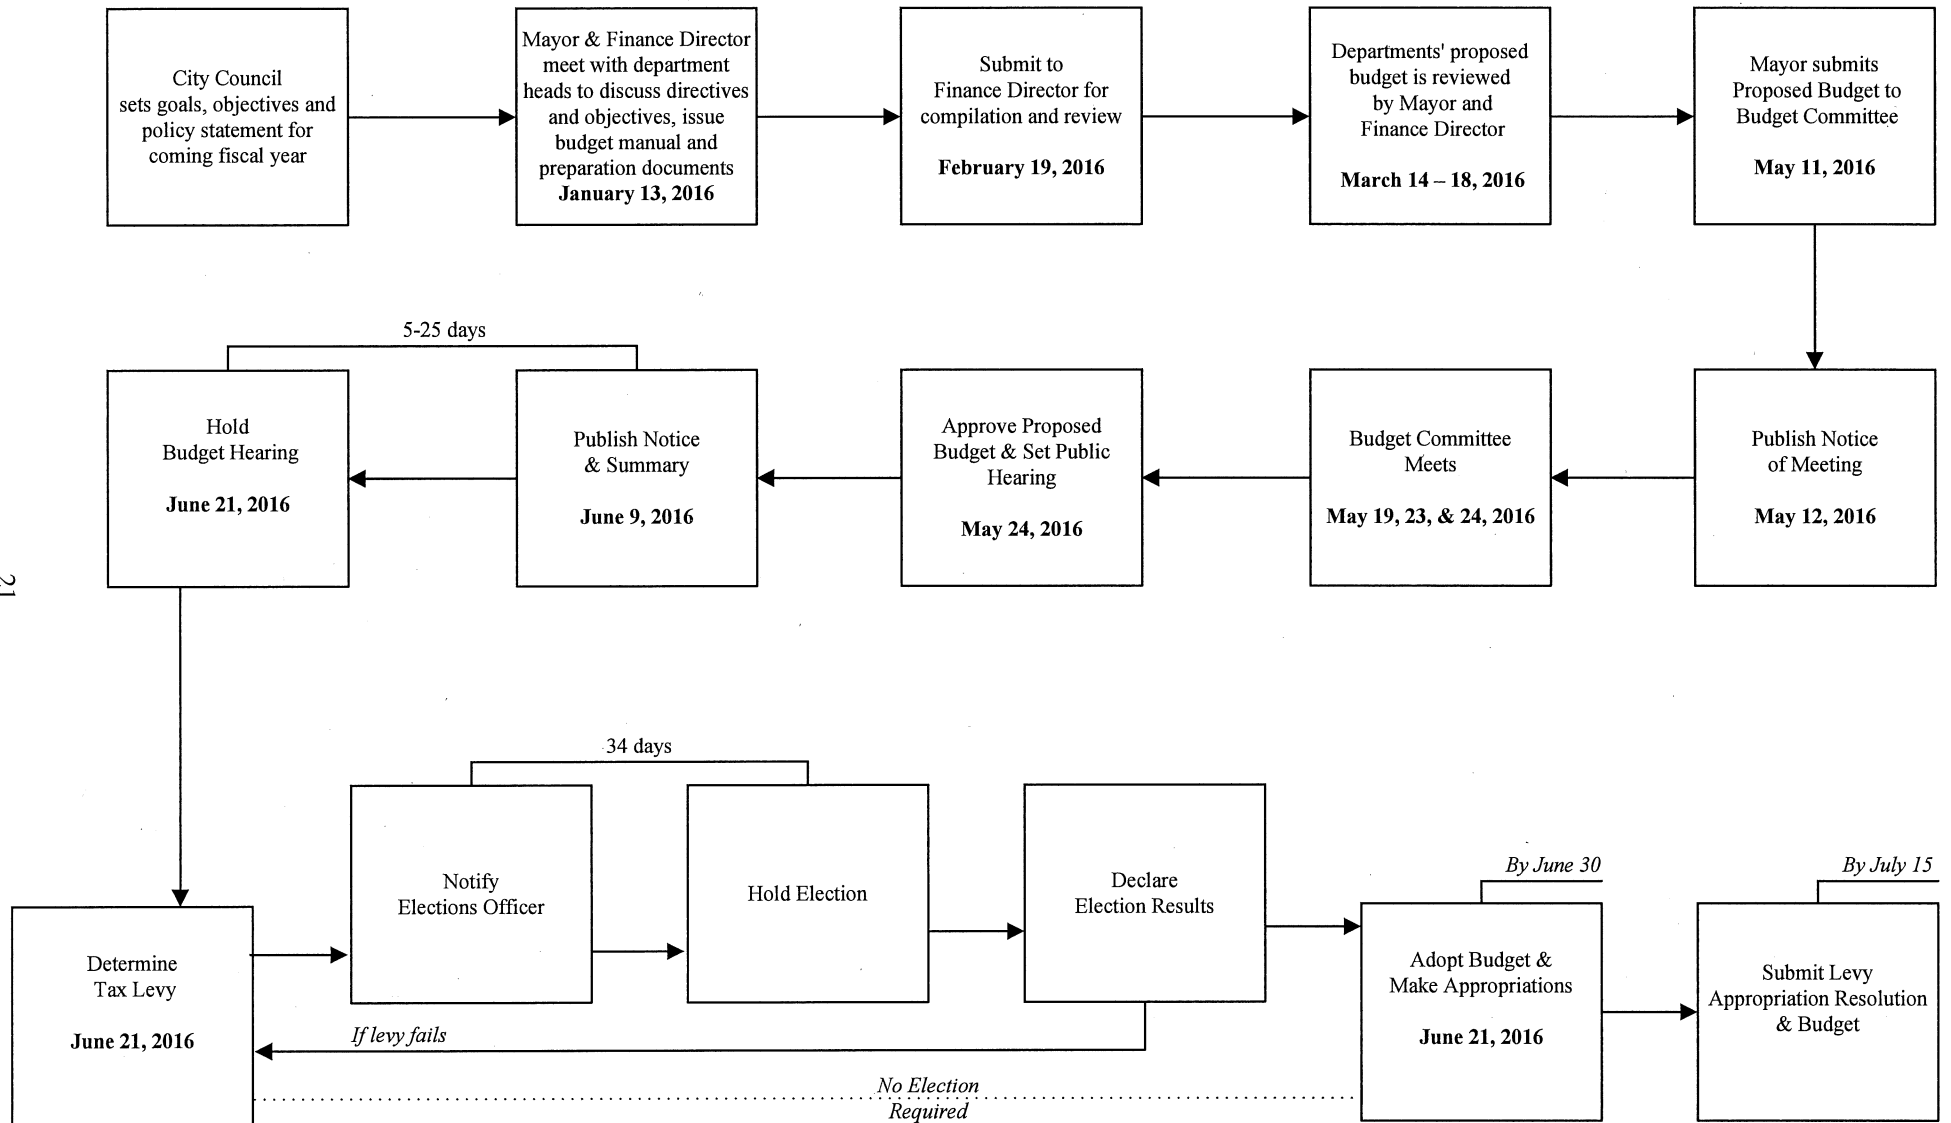 City Council
sets goals, objectives and
policy statement for
coming fiscal year
Mayor & Finance Director
meet with department
heads to discuss directives
and objectives, issue
budget manual and
preparation documents
January 13, 2016
Submit to
Finance Director for
compilation and review
February 19, 2016
Departments' proposed
budget is reviewed
by Mayor and
Finance Director
March 14 – 18, 2016
Mayor submits
Proposed Budget to
Budget Committee
May 11, 2016
Publish Notice
of Meeting
May 12, 2016
Budget Committee
Meets
May 19, 23, & 24, 2016
Approve Proposed
Budget & Set Public
Hearing
May 24, 2016
5-25 days
Publish Notice
& Summary
June 9, 2016
Hold
Budget Hearing
June 21, 2016
Determine
Tax Levy
June 21, 2016
34 days
Notify
Elections Officer
Hold Election
Declare
Election Results
If levy fails
No Election
Required
By June 30
Adopt Budget &
Make Appropriations
June 21, 2016
By July 15
Submit Levy
Appropriation Resolution
& Budget